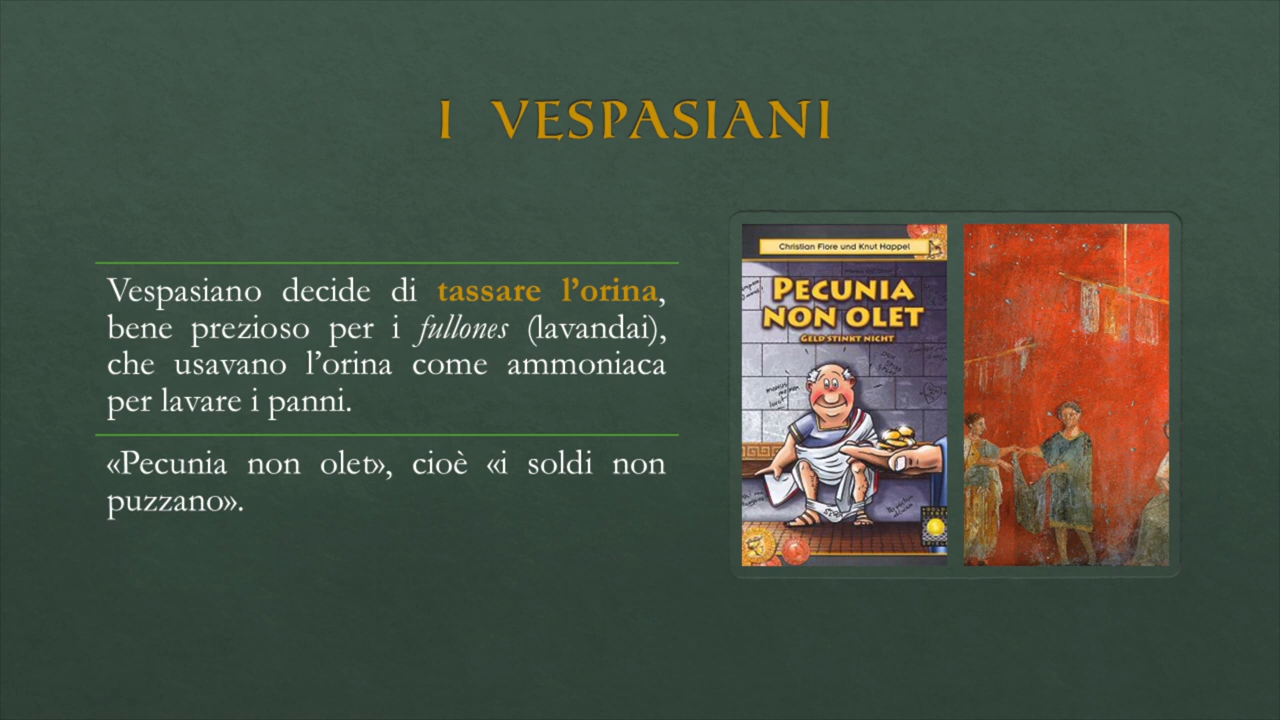 I VESPASIANI
Vespasiano decide di tassare l’orina,
bene prezioso per i fullones (lavandai),
che usavano l’orina come ammoniaca
per lavare i panni.
«Pecunia non olet», cioè «i soldi non
puzzano».
Christian Fiore und Knut Happel
PECUNIA
NON OLET
GELD STINKT NICHT